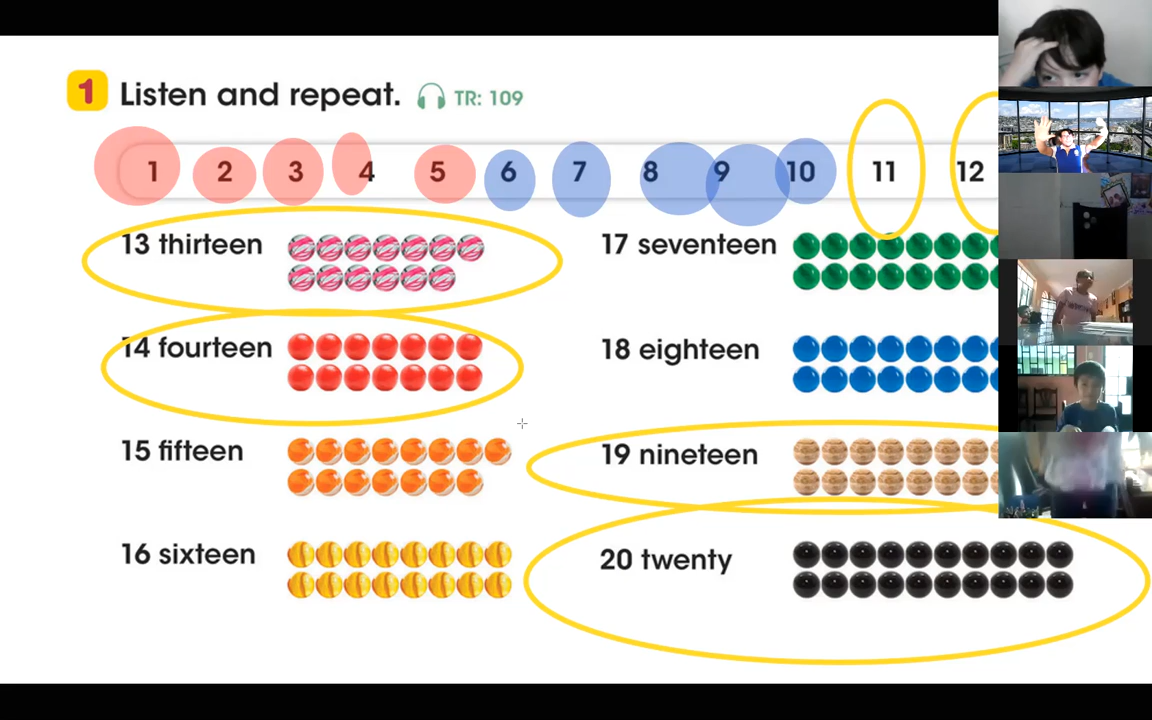 1 Listen and repeat. TR: 109
1 2 3 4 5 6 7 8 9 10 11 12
13 thirteen
14 fourteen
15 fifteen
16 sixteen
17 seventeen
18 eighteen
19 nineteen
20 twenty